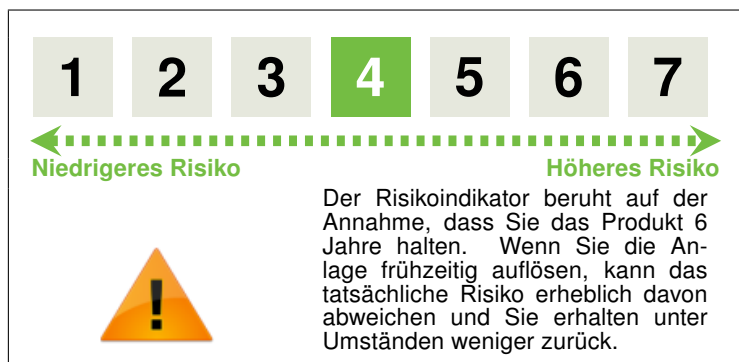 1 2 3 4 5 6 7
Niedrigeres Risiko Höheres Risiko
Der Risikoindikator beruht auf der
Annahme, dass Sie das Produkt 6
Jahre halten. Wenn Sie die An-
lage frühzeitig auflösen, kann das
tatsächliche Risiko erheblich davon
abweichen und Sie erhalten unter
Umständen weniger zurück.
!